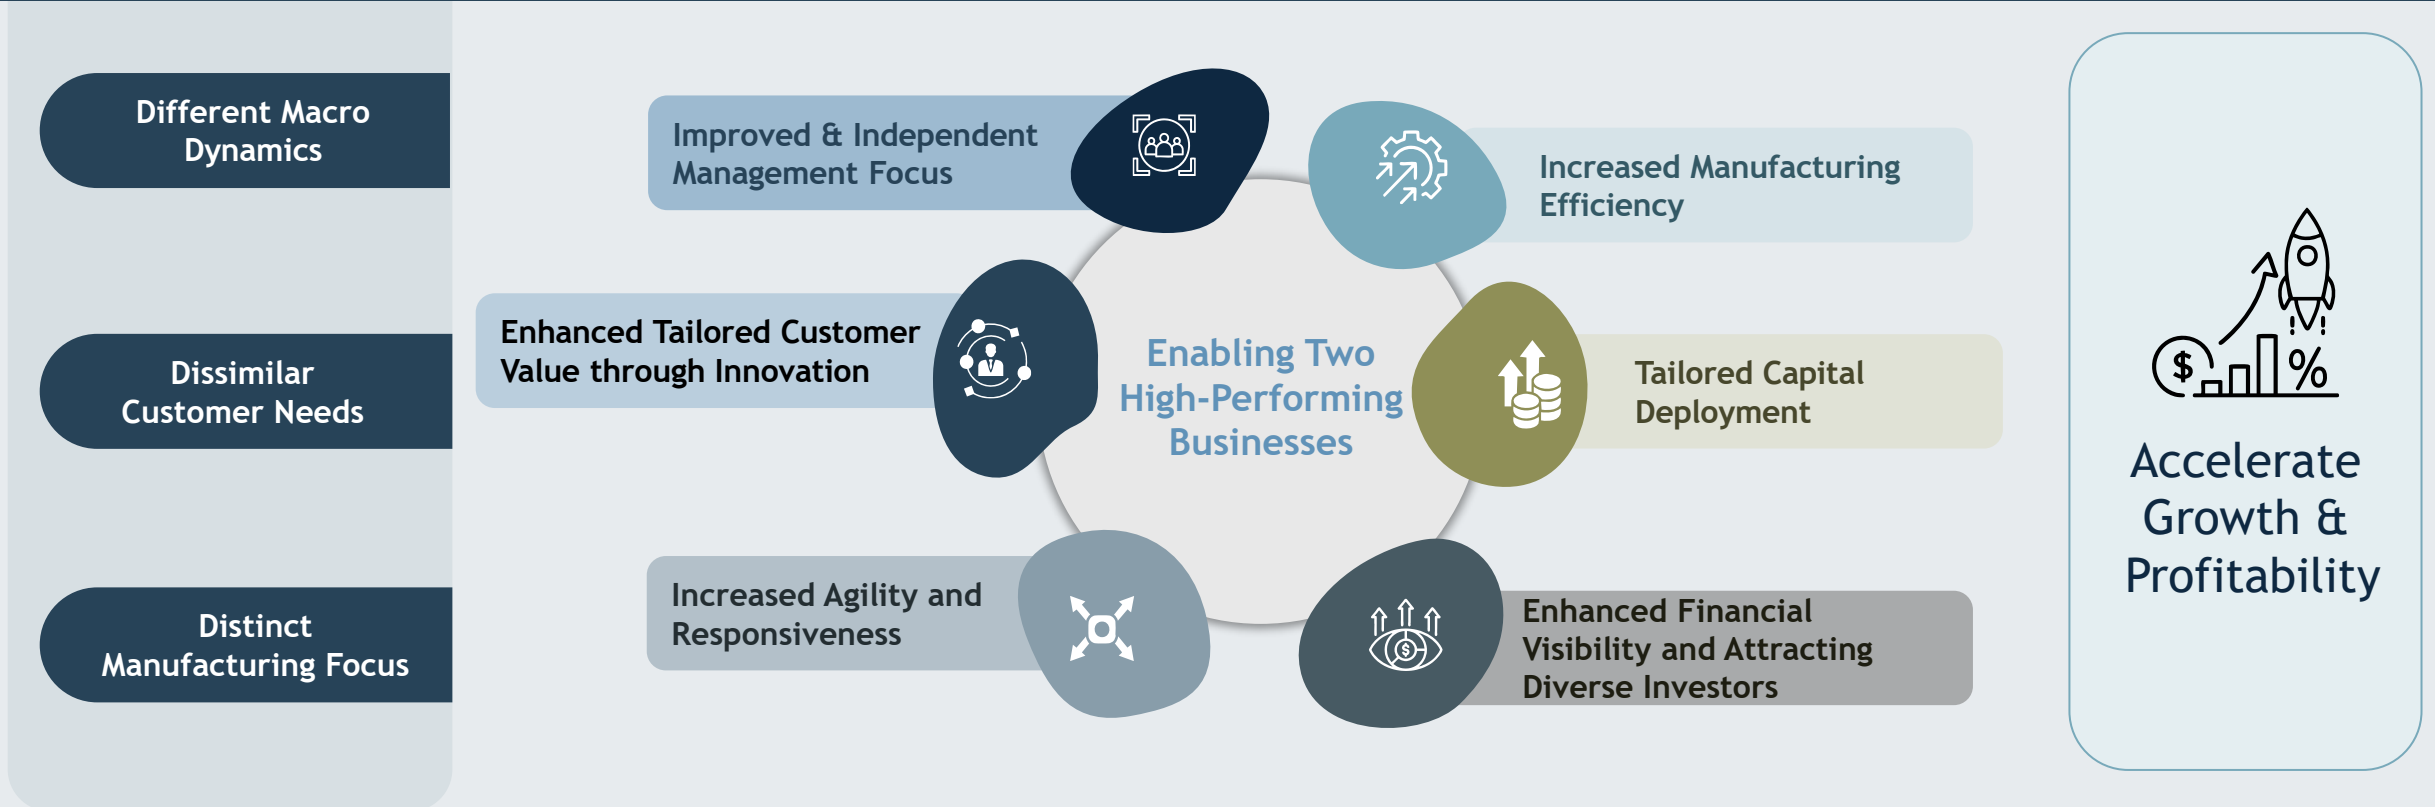 Different Macro
Dynamics
Dissimilar
Customer Needs
Distinct
Manufacturing Focus
Improved & Independent
Management Focus
Enhanced Tailored Customer
Value through Innovation
Increased Agility and
Responsiveness
Enabling Two
High-Performing
Businesses
Increased Manufacturing
Efficiency
Tailored Capital
Deployment
$
Enhanced Financial
Visibility and Attracting
Diverse Investors
$
%
Accelerate
Growth &
Profitability